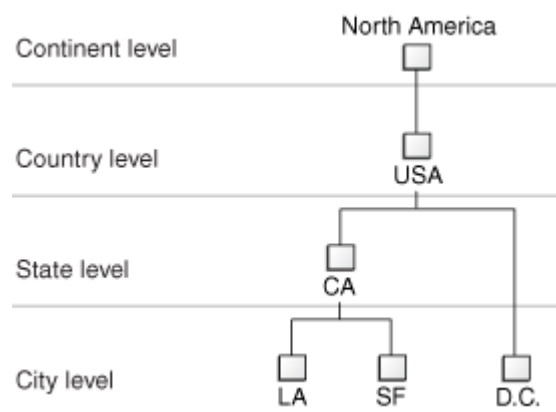 North America
Continent level
Country level
USA
State level
CA
City level
LA SF D.C.